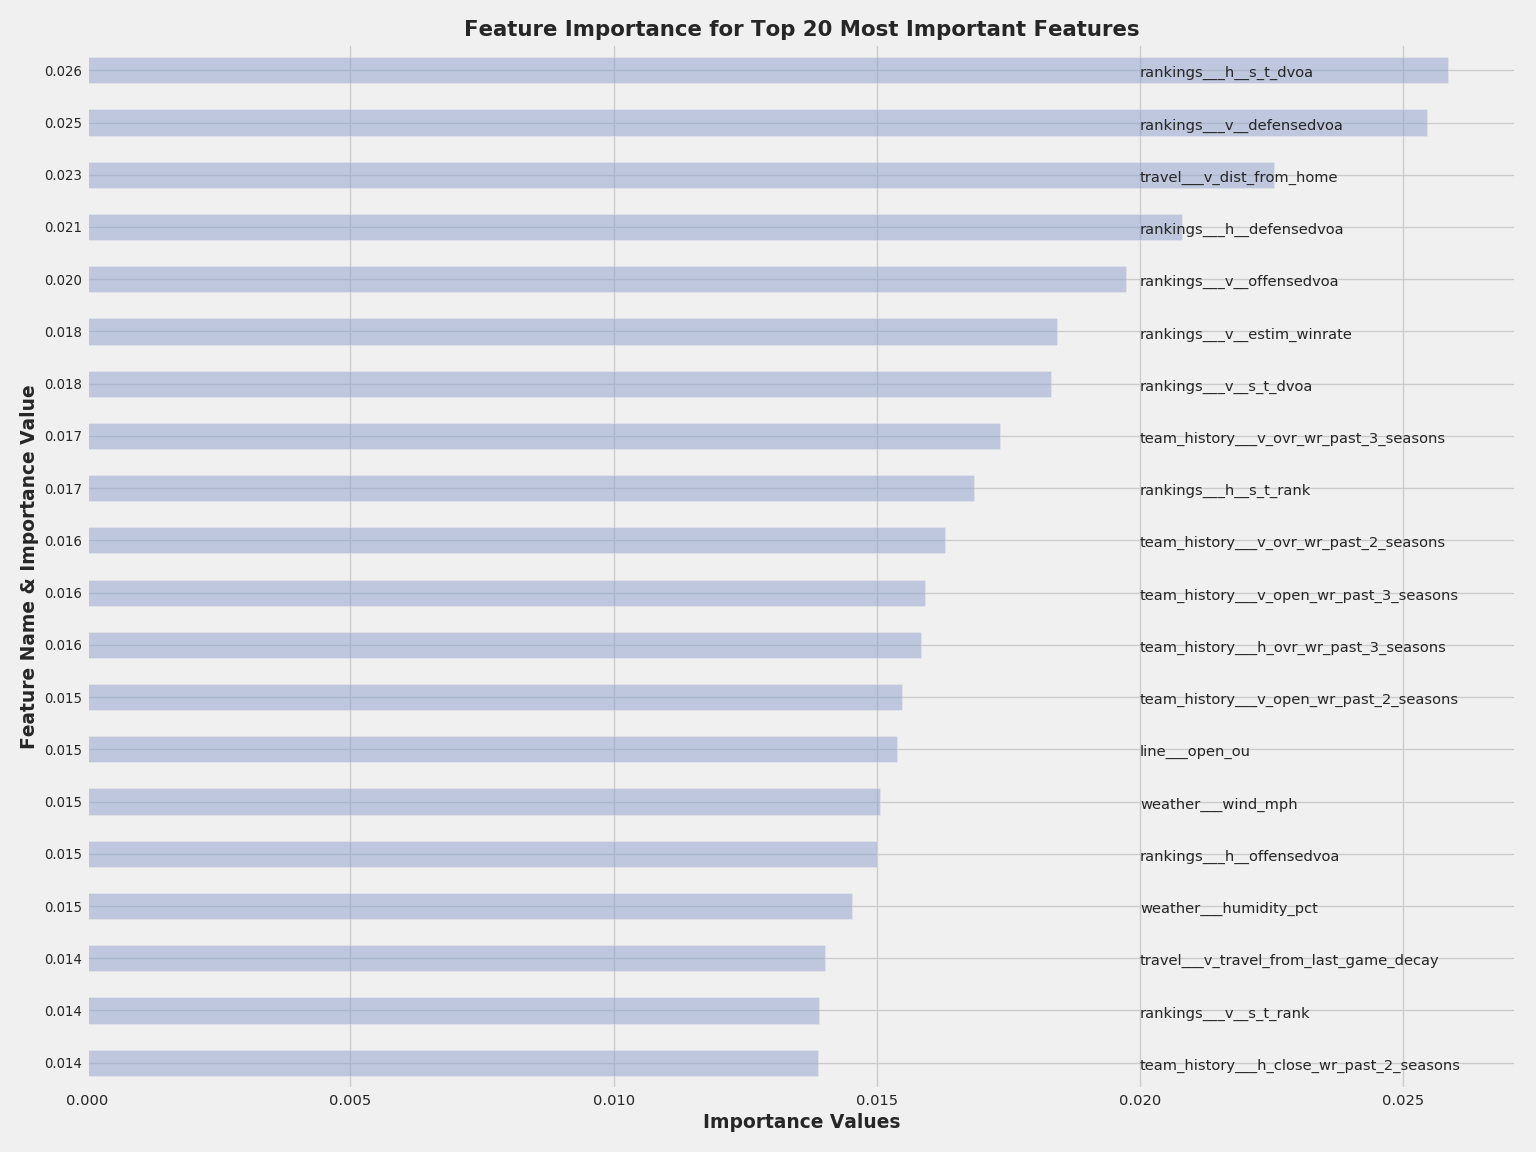 Feature Importance for Top 20 Most Important Features
0.026 rankings___h__s_t_dvoa
0.025 rankings___v__defensedvoa
0.023 travel___v_dist_from_home
0.021 rankings___h__defensedvoa
0.020 rankings___v__offensedvoa
0.018 rankings___v__estim_winrate
0.018 rankings___v__s_t_dvoa
0.017 team_history___v_ovr_wr_past_3_seasons
0.017 rankings___h__s_t_rank
0.016 team_history___v_ovr_wr_past_2_seasons
0.016 team_history___v_open_wr_past_3_seasons
0.016 team_history___h_ovr_wr_past_3_seasons
0.015 team_history___v_open_wr_past_2_seasons
0.015 line___open_ou
0.015 weather___wind_mph
0.015 rankings___h__offensedvoa
0.015 weather___humidity_pct
0.014 travel___v_travel_from_last_game_decay
0.014 rankings___v__s_t_rank
0.014 team_history___h_close_wr_past_2_seasons
Feature Name & Importance Value
0.000 0.005 0.010 0.015 0.020 0.025
Importance Values